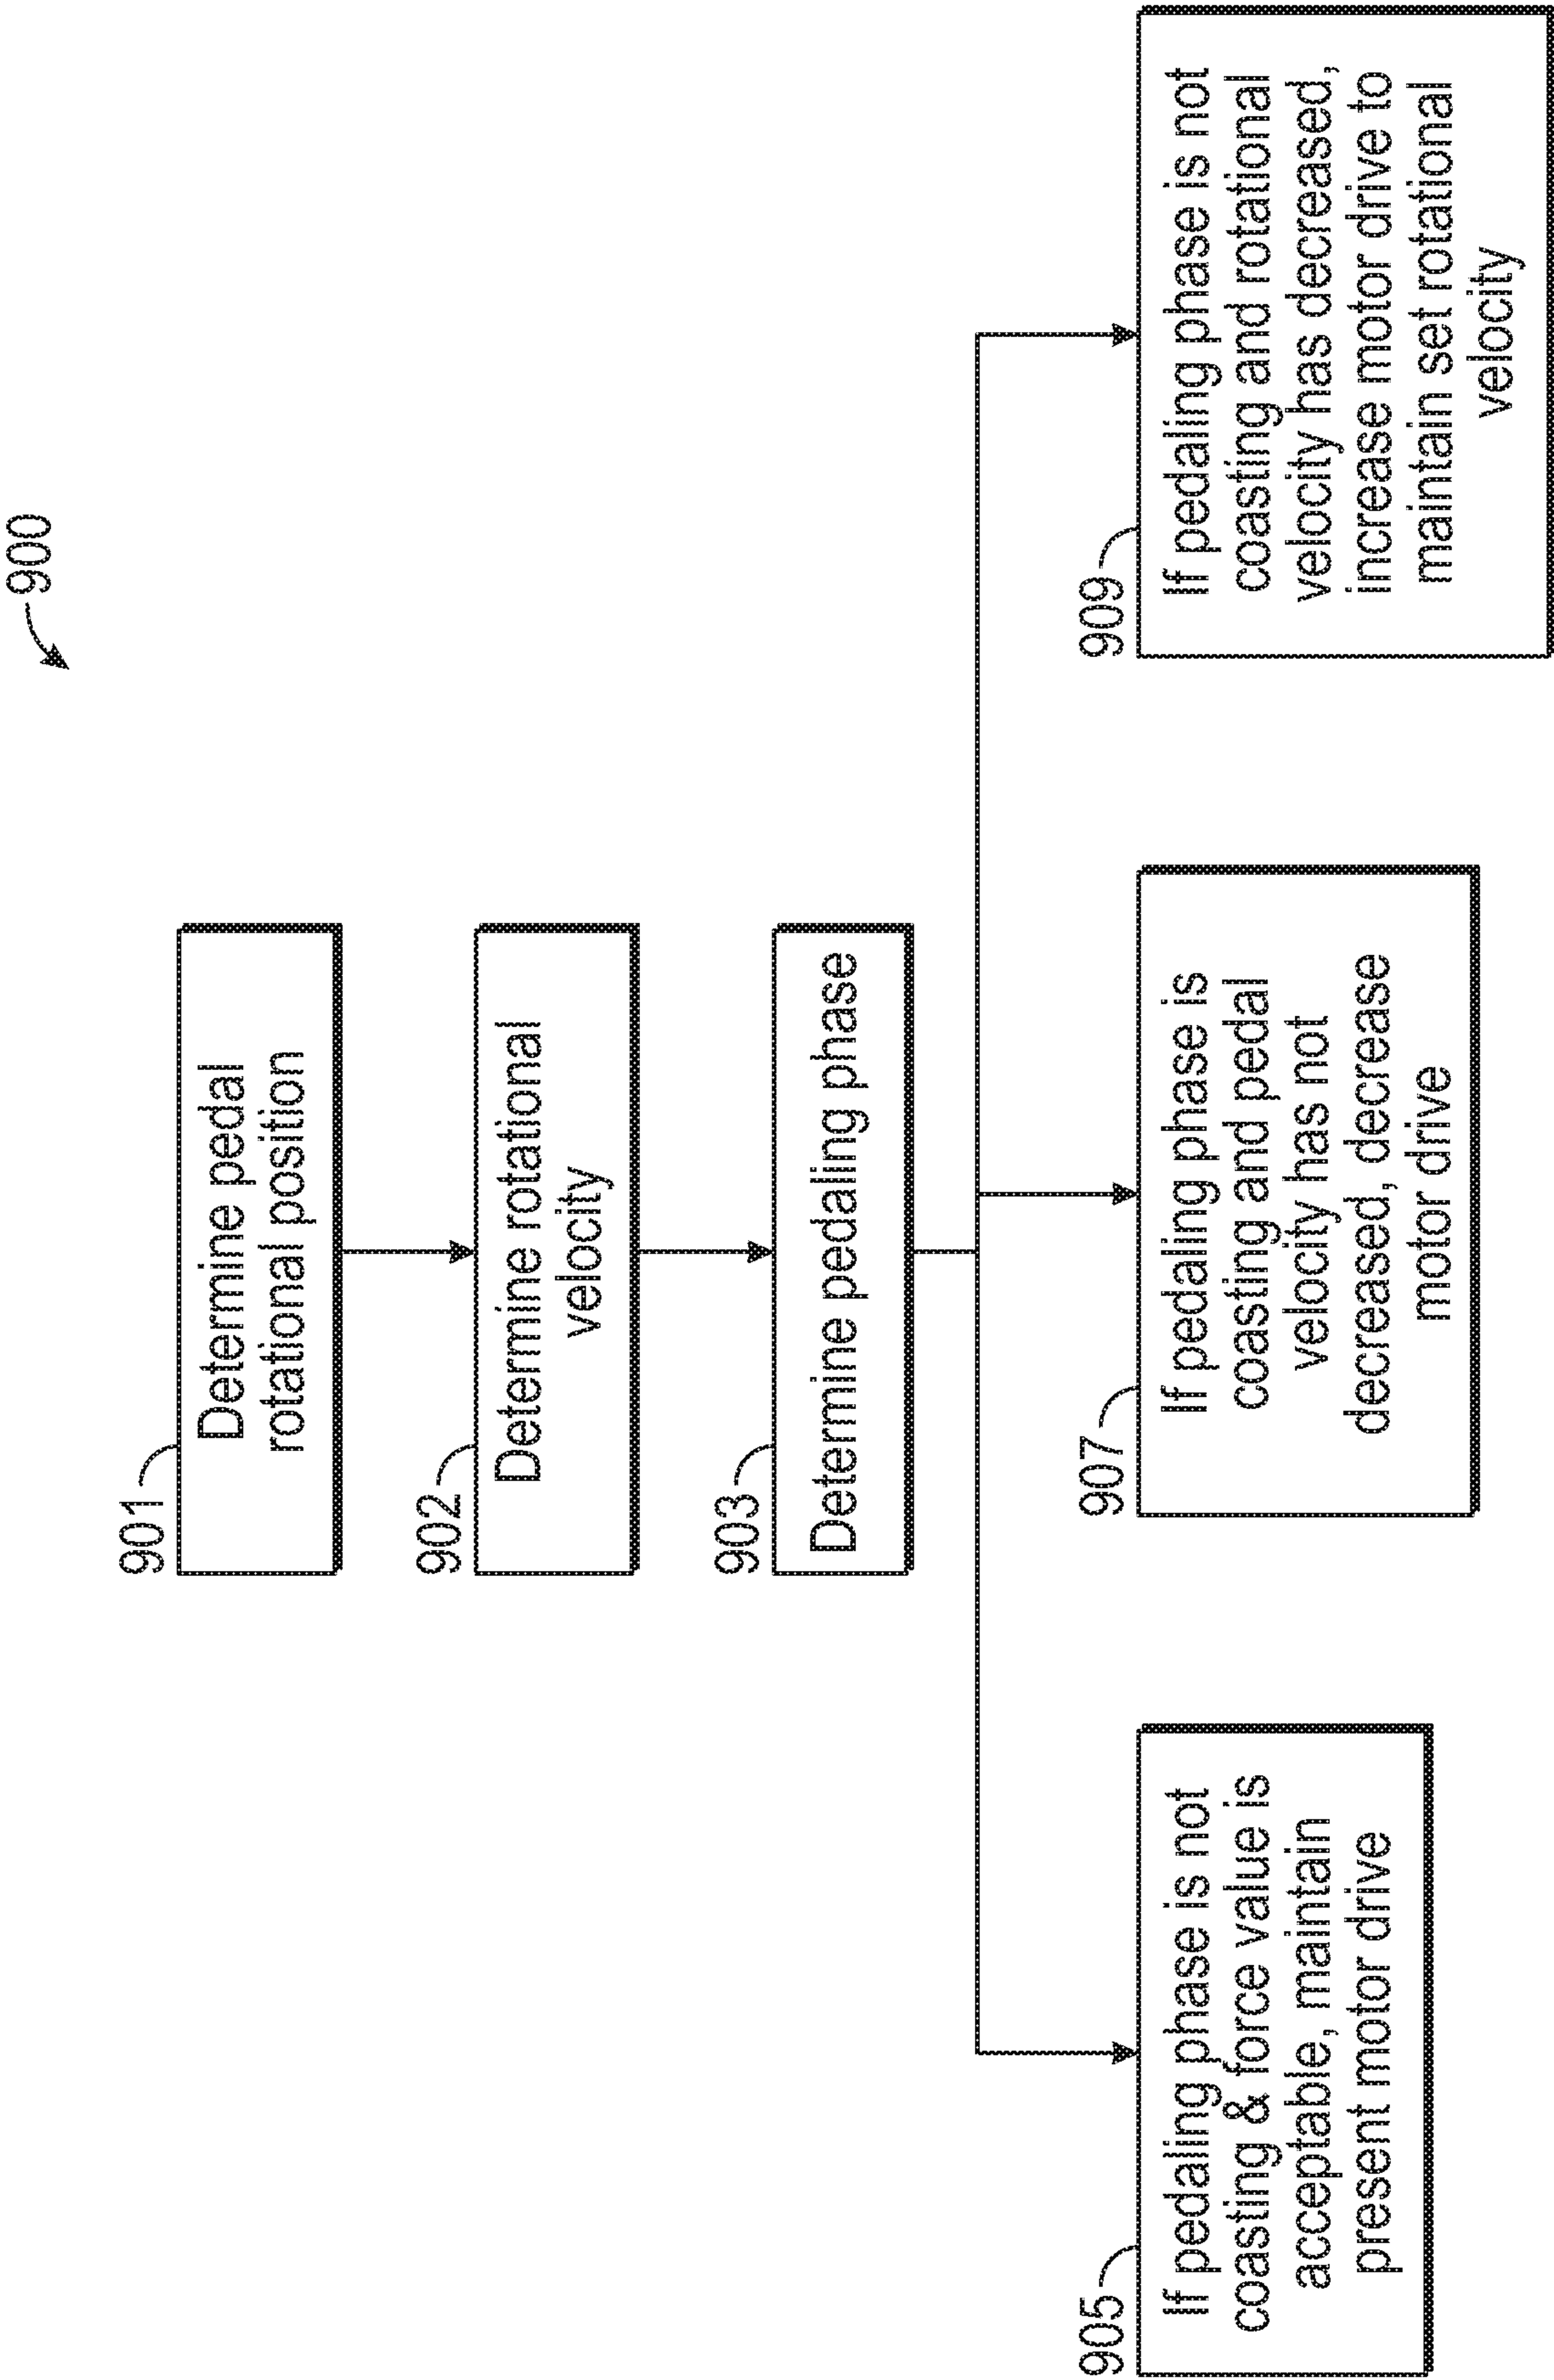 900
901
Determine pedal
rotational position
902
Determine rotational
velocity
903
Determine pedaling phase
905
If pedaling phase is not
coasting & force value is
acceptable, maintain
present motor drive
907
If pedaling phase is
coasting and pedal
velocity has not
decreased, decrease
motor drive
909
If pedaling phase is not
coasting and rotational
velocity has decreased,
increase motor drive to
maintain set rotational
velocity